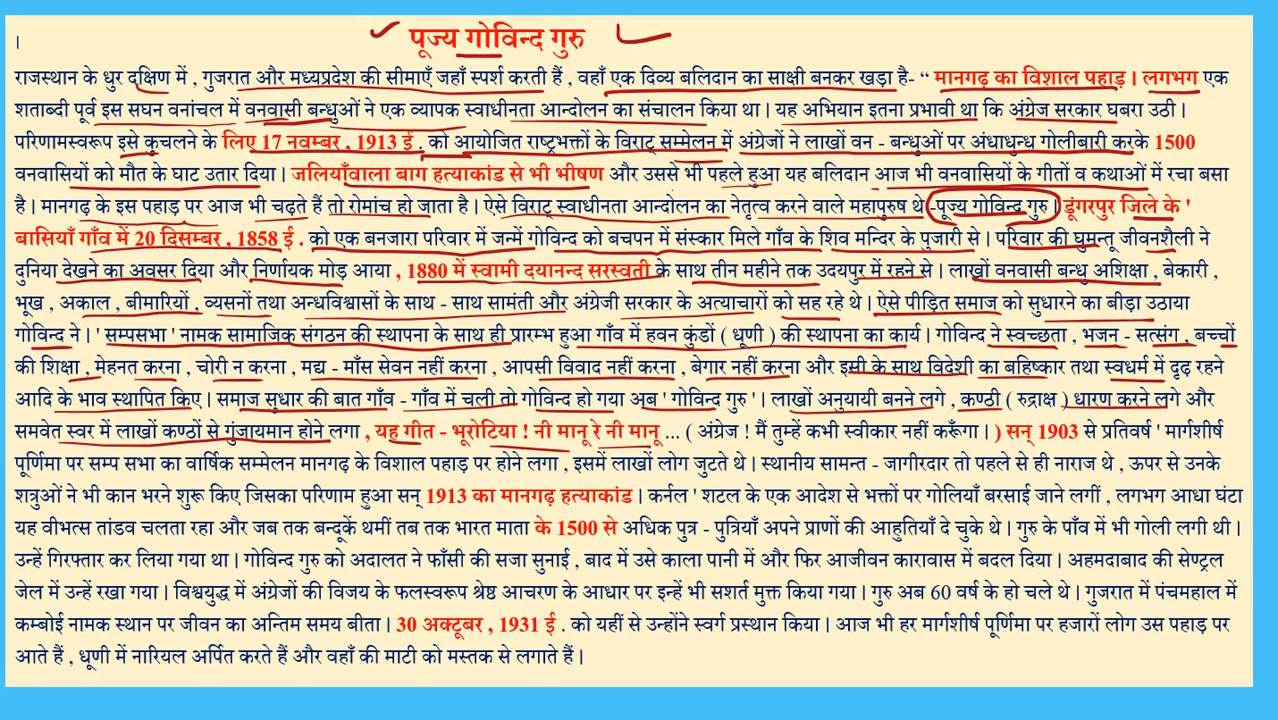 पूज्य गोविन्द गुरु
|
राजस्थान के धुर दक्षिण में , गुजरात और मध्यप्रदेश की सीमाएँ जहाँ स्पर्श करती हैं , वहाँ एक दिव्य बलिदान का साक्षी बनकर खड़ा है- “ मानगढ़ का विशाल पहाड़ । लगभग एक
शताब्दी पूर्व इस सघन वनांचल में वनवासी बन्धुओं ने एक व्यापक स्वाधीनता आन्दोलन का संचालन किया था । यह अभियान इतना प्रभावी था कि अंग्रेज सरकार घबरा उठी ।
परिणामस्वरूप इसे कुचलने के लिए 17 नवम्बर , 1913 ई . को आयोजित राष्ट्रभक्तों के विराट् सम्मेलन में अंग्रेजों ने लाखों वन - बन्धुओं पर अंधाधुन्ध गोलीबारी करके 1500
वनवासियों को मौत के घाट उतार दिया । जलियाँवाला बाग हत्याकांड से भी भीषण और उससे भी पहले हुआ यह बलिदान आज भी वनवासियों के गीतों व कथाओं में रचा बसा
है । मानगढ़ के इस पहाड़ पर आज भी चढ़ते हैं तो रोमांच हो जाता है । ऐसे विराट् स्वाधीनता आन्दोलन का नेतृत्व करने वाले महापुरुष थे -पूज्य गोविन्द गुरु । डूंगरपुर जिले के '
बासियाँ गाँव में 20 दिसम्बर , 1858 ई . को एक बनजारा परिवार में जन्में गोविन्द को बचपन में संस्कार मिले गाँव के शिव मन्दिर के पुजारी से । परिवार की घुमन्तू जीवनशैली ने
दुनिया देखने का अवसर दिया और निर्णायक मोड़ आया , 1880 में स्वामी दयानन्द सरस्वती के साथ तीन महीने तक उदयपुर में रहने से । लाखों वनवासी बन्धु अशिक्षा , बेकारी ,
भूख , अकाल , बीमारियों , व्यसनों तथा अन्धविश्वासों के साथ - साथ सामंती और अंग्रेजी सरकार के अत्याचारों को सह रहे थे । ऐसे पीड़ित समाज को सुधारने का बीड़ा उठाया
गोविन्द ने । ' सम्पसभा ' नामक सामाजिक संगठन की स्थापना के साथ ही प्रारम्भ हुआ गाँव में हवन कुंडों ( धूणी ) की स्थापना का कार्य । गोविन्द ने स्वच्छता , भजन - सत्संग , बच्चों
की शिक्षा , मेहनत करना , चोरी न करना , मद्य - माँस सेवन नहीं करना , आपसी विवाद नहीं करना , बेगार नहीं करना और इसी के साथ विदेशी का बहिष्कार तथा स्वधर्म में दृढ़ रहने
आदि के भाव स्थापित किए । समाज सुधार की बात गाँव - गाँव में चली तो गोविन्द हो गया अब ' गोविन्द गुरु ' । लाखों अनुयायी बनने लगे , कण्ठी ( रुद्राक्ष ) धारण करने लगे और
समवेत स्वर में लाखों कण्ठों से गुंजायमान होने लगा , यह गीत - भूरोटिया ! नी मानू रे नी मानू ... ( अंग्रेज ! मैं तुम्हें कभी स्वीकार नहीं करूँगा । ) सन् 1903 से प्रतिवर्ष ' मार्गशीर्ष
पूर्णिमा पर सम्प सभा का वार्षिक सम्मेलन मानगढ़ के विशाल पहाड़ पर होने लगा , इसमें लाखों लोग जुटते थे । स्थानीय सामन्त - जागीरदार तो पहले से ही नाराज थे , ऊपर से उनके
शत्रुओं ने भी कान भरने शुरू किए जिसका परिणाम हुआ सन् 1913 का मानगढ़ हत्याकांड । कर्नल ' शटल के एक आदेश से भक्तों पर गोलियाँ बरसाई जाने लगीं , लगभग आधा घंटा
यह वीभत्स तांडव चलता रहा और जब तक बन्दूकें थमीं तब तक भारत माता के 1500 से अधिक पुत्र - पुत्रियाँ अपने प्राणों की आहुतियाँ दे चुके थे । गुरु के पाँव में भी गोली लगी थी ।
उन्हें गिरफ्तार कर लिया गया था । गोविन्द गुरु को अदालत ने फाँसी की सजा सुनाई , बाद में उसे काला पानी में और फिर आजीवन कारावास में बदल दिया । अहमदाबाद की सेण्ट्रल
जेल में उन्हें रखा गया । विश्वयुद्ध में अंग्रेजों की विजय के फलस्वरूप श्रेष्ठ आचरण के आधार पर इन्हें भी सशर्त मुक्त किया गया । गुरु अब 60 वर्ष के हो चले थे । गुजरात में पंचमहाल में
कम्बोई नामक स्थान पर जीवन का अन्तिम समय बीता । 30 अक्टूबर , 1931 ई . को यहीं से उन्होंने स्वर्ग प्रस्थान किया । आज भी हर मार्गशीर्ष पूर्णिमा पर हजारों लोग उस पहाड़ पर
आते हैं , धूणी में नारियल अर्पित करते हैं और वहाँ की माटी को मस्तक से लगाते हैं ।